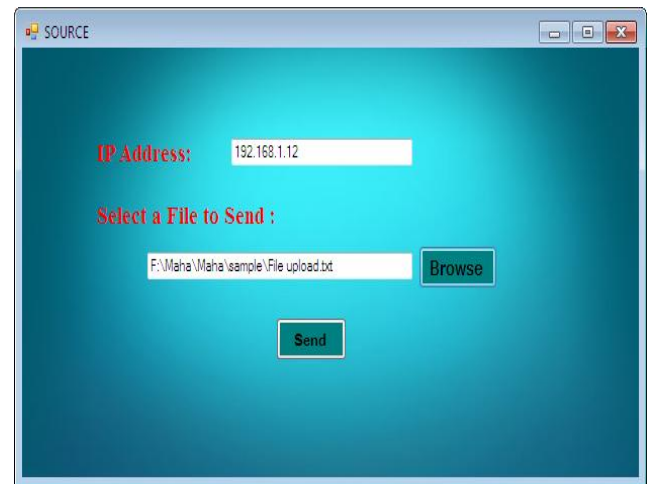 SOURCE
IP Address: 192.168.1.12
Select a File to Send :
F:\Maha\Maha\sample\File upload.txt Browse
Send